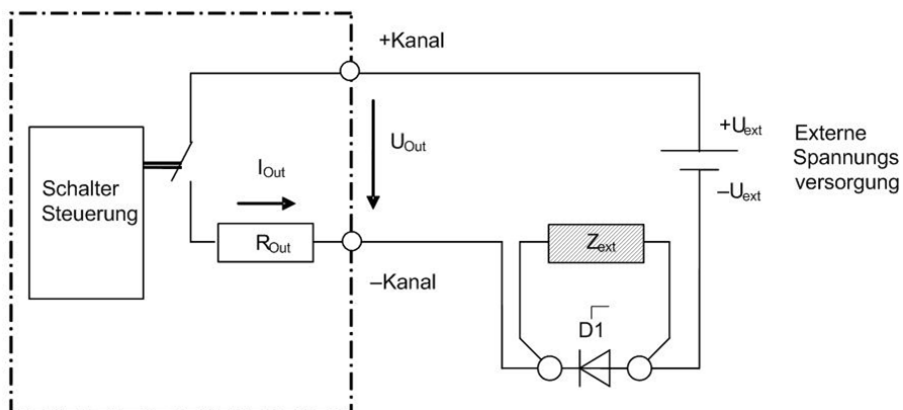 +Kanal
Schalter
Steuerung
I_Out
R_Out
U_Out
–Kanal
+U_ext
–U_ext
Externe
Spannungs
versorgung
Z_ext
D1